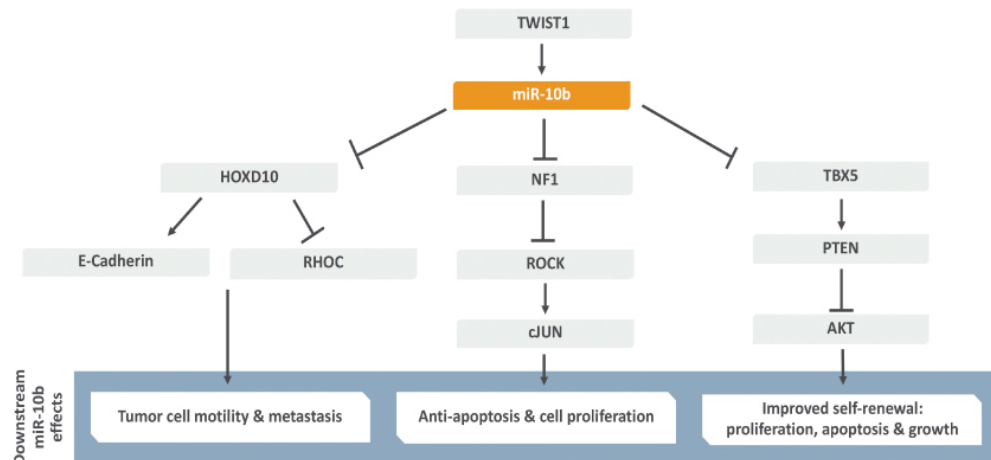 TWIST1
miR-10b
HOXD10
NF1
TBX5
E-Cadherin
RHOC
ROCK
PTEN
cJUN
AKT
Downstream
miR-10b
effects
Tumor cell motility & metastasis
Anti-apoptosis & cell proliferation
Improved self-renewal:
proliferation, apoptosis & growth